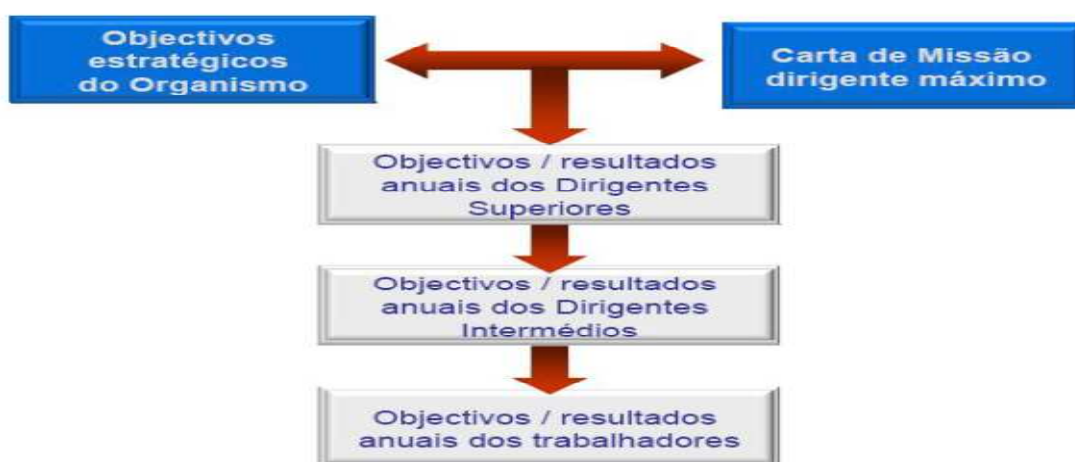 Objectivos
estratégicos
do Organismo
Carta de Missão
dirigente máximo
Objectivos / resultados
anuais dos Dirigentes
Superiores
Objectivos / resultados
anuais dos Dirigentes
Intermédios
Objectivos / resultados
anuais dos trabalhadores